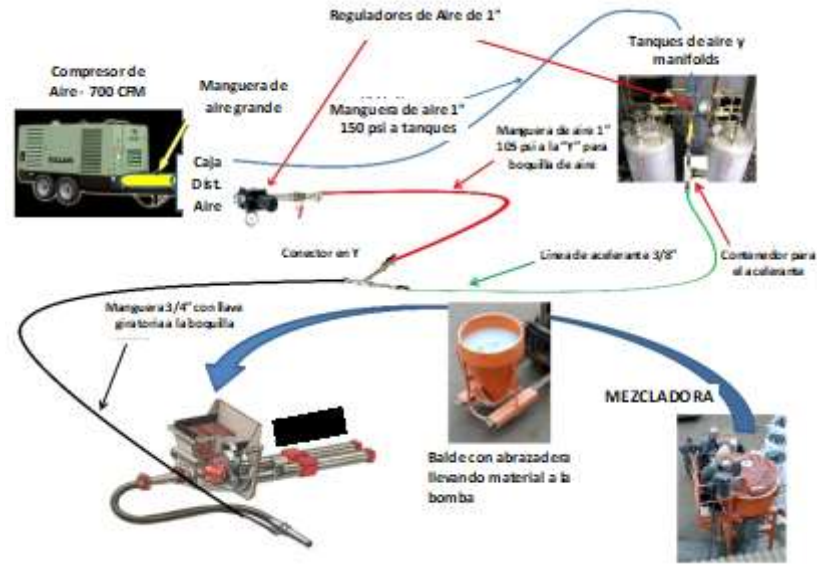 Reguladores de Aire de 1"
Tanques de aire y
manifolds
Compresor de
Aire - 700 CFM
Manguera de
aire grande
Manguera de aire 1"
150 psi a tanques
Manguera de aire 1"
105 psi a la "Y" para
boquilla de aire
Caja
Dist.
Aire
Conector en Y
Linea de acelerante 3/8"
Contenedor para
el acelerante
Manguera 3/4" con llava
giratoria a la boquilla
MEZCLADORA
Balde con abrazadera
llevando material a la
bomba